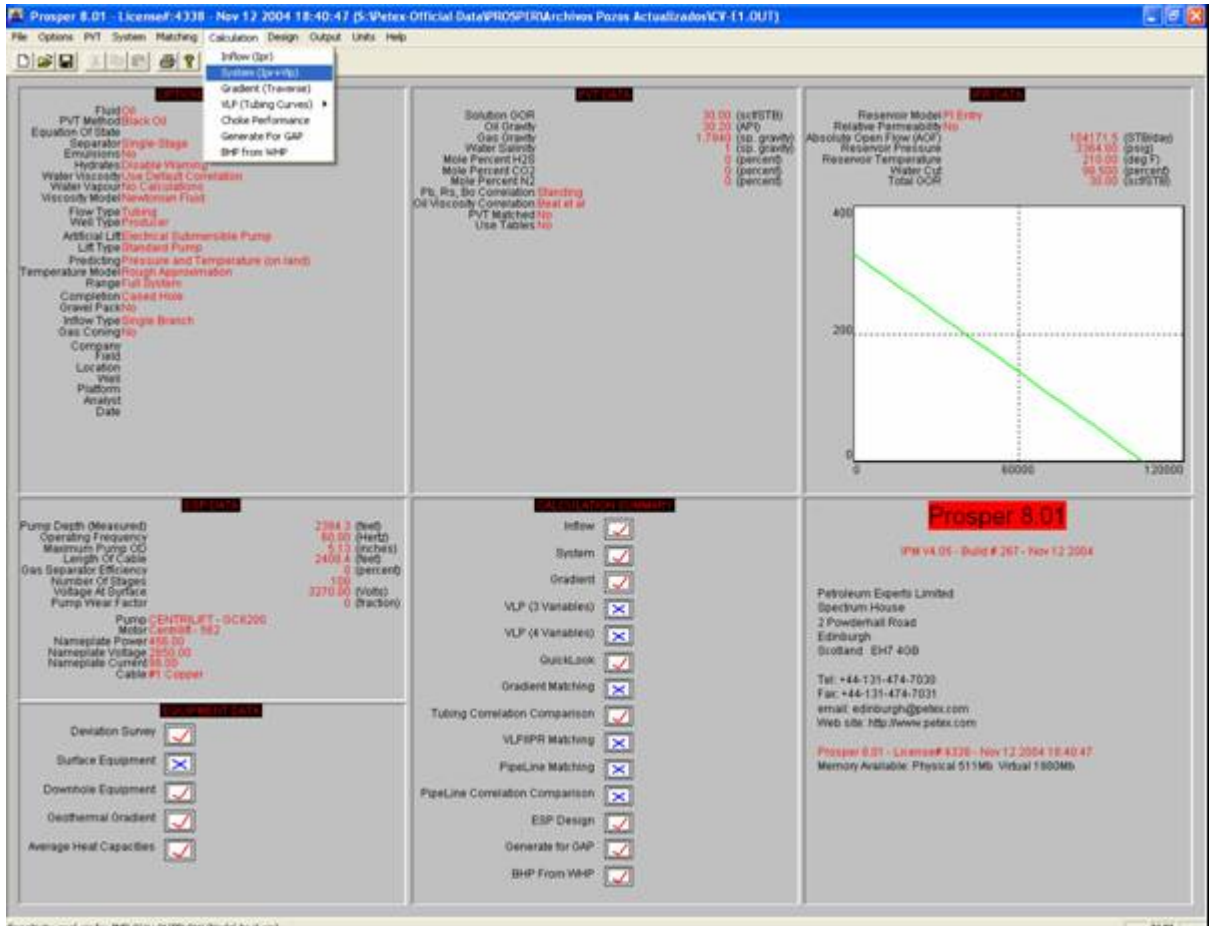 Prosper 8.01 - License#:4338 - Nov 12 2004 18:40:47 (S:\Petex-Official Data\PROSPER\Archivos Pozos Actualizados\CV-E1.OUT)
File Options PVT System Matching Calculation Design Output Units Help
Inflow (Ipr)
System (Ipr+Vlp)
Gradient (Traverse)
VLP (Tubing Curves)
Choke Performance
Generate For GAP
BHP from WHP
Fluid Oil
PVT Method Black Oil
Equation Of State
Separator Single-Stage
Emulsions No
Hydrates Disable Warning
Water Viscosity Use Default Correlation
Water Vapour No Calculations
Viscosity Model Newtonian Fluid
Flow Type Tubing
Well Type Producer
Artificial Lift Electrical Submersible Pump
Lift Type Standard Pump
Predicting Pressure and Temperature (on land)
Temperature Model Rough Approximation
Range Full System
Completion Cased Hole
Gravel Pack No
Inflow Type Single Branch
Gas Coning No
Company
Field
Location
Well
Platform
Analyst
Date
PVT DATA
Solution GOR 30.00 (scf/STB)
Oil Gravity 30.20 (API)
Gas Gravity (sp. gravity)
Water Salinity 1 (sp. gravity)
Mole Percent H2S 0 (percent)
Mole Percent CO2 0 (percent)
Mole Percent N2 0 (percent)
Pb, Rs, Bo Correlation Standing
Oil Viscosity Correlation Beal et al
PVT Matched No
Use Tables No
IPR DATA
Reservoir Model PI Entry
Relative Permeability No
Absolute Open Flow (AOF) 104171.5 (STB/day)
Reservoir Pressure (psig)
Reservoir Temperature 210.00 (deg F)
Water Cut (percent)
Total GOR 30.00 (scf/STB)
400
200
0
0 60000 120000
ESP DATA
Pump Depth (Measured) 2394.3 (feet)
Operating Frequency 60.00 (Hertz)
Maximum Pump OD 5.13 (inches)
Length Of Cable 2408.4 (feet)
Gas Separator Efficiency 0 (percent)
Number Of Stages 100
Voltage At Surface 3270.00 (Volts)
Pump Wear Factor 0 (fraction)
Pump CENTRILIFT - GC8200
Motor Centrilift - 562
Nameplate Power
Nameplate Voltage 2850.00
Nameplate Current
Cable #1 Copper
EQUIPMENT DATA
Deviation Survey
Surface Equipment
Downhole Equipment
Geothermal Gradient
Average Heat Capacities
CALCULATION SUMMARY
Inflow
System
Gradient
VLP (3 Variables)
VLP (4 Variables)
QuickLook
Gradient Matching
Tubing Correlation Comparison
VLP/IPR Matching
PipeLine Matching
PipeLine Correlation Comparison
ESP Design
Generate for GAP
BHP From WHP
Prosper 8.01
IPM V4.05 - Build # 267 - Nov 12 2004
Petroleum Experts Limited
Spectrum House
2 Powderhall Road
Edinburgh
Scotland EH7 4GB
Tel: +44-131-474-7030
Fax: +44-131-474-7031
email: edinburgh@petex.com
Web site: http://www.petex.com
Prosper 8.01 - License# 4338 - Nov 12 2004 18:40:47
Memory Available: Physical 511Mb Virtual 1800Mb